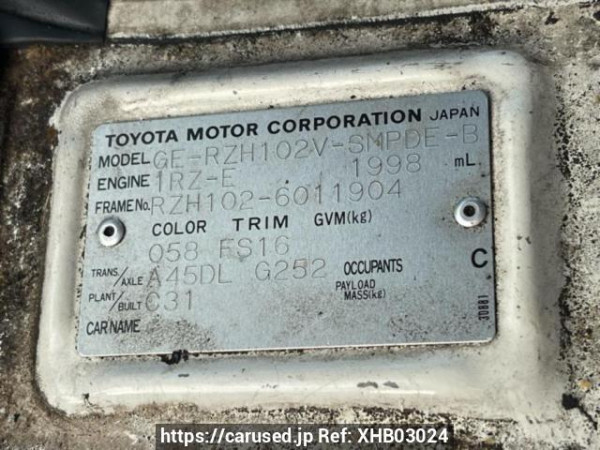 TOYOTA MOTOR CORPORATION JAPAN
MODEL GE-RZH102V-SMPDE-B
ENGINE 1RZ-E 1998 mL.
FRAME No. RZH102-6011904
COLOR TRIM GVM(kg)
058 FS16
TRANS./AXLE A45DL G252 OCCUPANTS C
PLANT/BUILT C31 PAYLOAD MASS(kg)
CAR NAME
https://carused.jp Ref: XHB03024